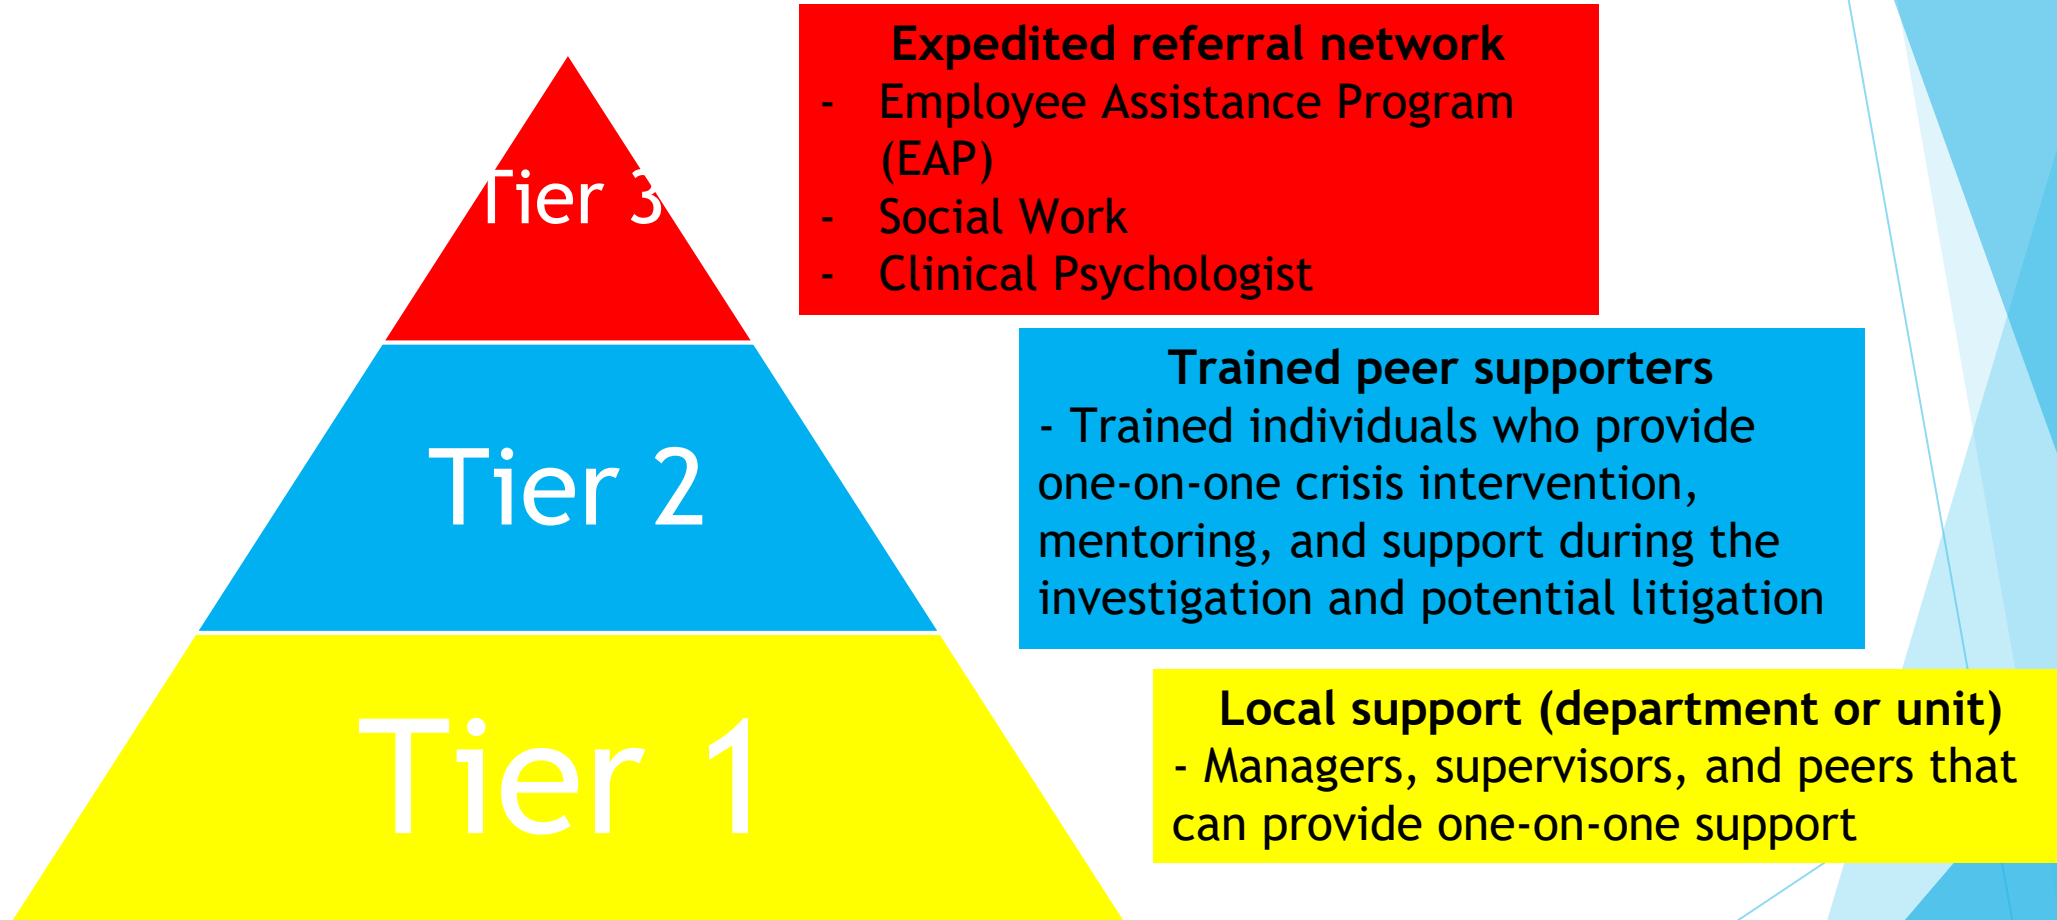 Expedited referral network
- Employee Assistance Program
(EAP)
- Social Work
- Clinical Psychologist
Tier 3
Trained peer supporters
- Trained individuals who provide
one-on-one crisis intervention,
mentoring, and support during the
investigation and potential litigation
Tier 2
Local support (department or unit)
- Managers, supervisors, and peers that
can provide one-on-one support
Tier 1